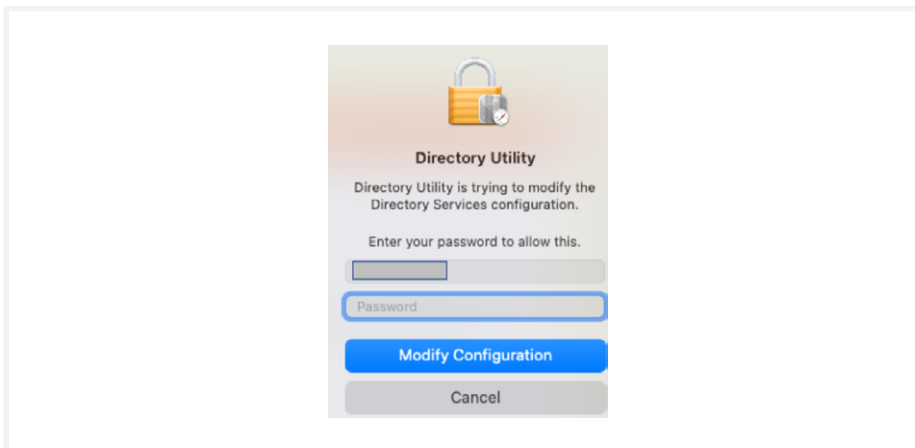 Directory Utility
Directory Utility is trying to modify the
Directory Services configuration.
Enter your password to allow this.
Password
Modify Configuration
Cancel